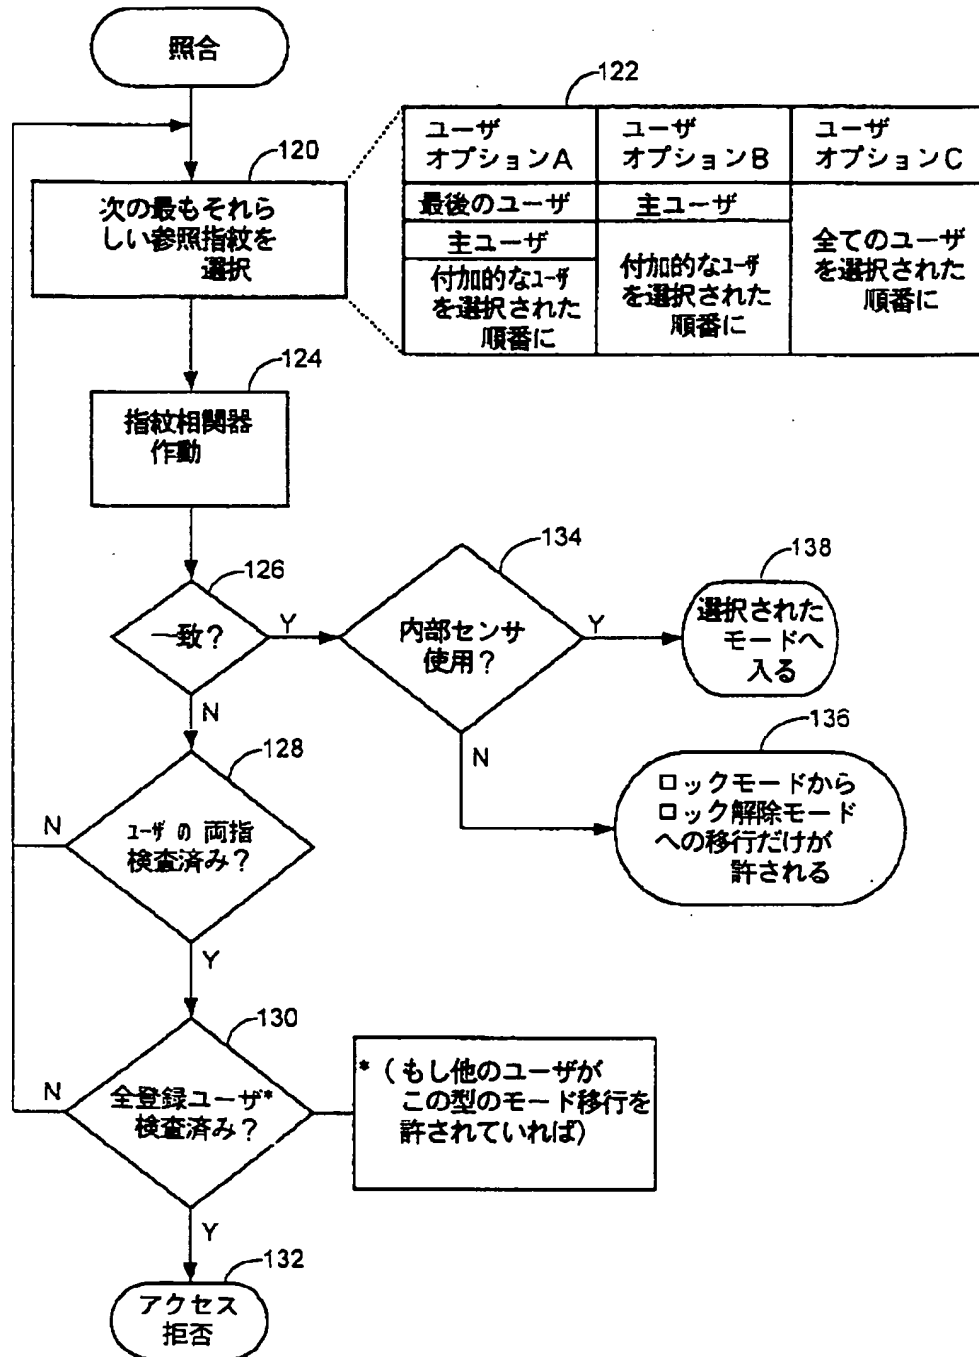 照合
122
120
次の最もそれら
しい参照指紋を
選択
ユーザ
オプションA
ユーザ
オプションB
ユーザ
オプションC
最後のユーザ
主ユーザ
付加的なユーザ
を選択された
順番に
主ユーザ
付加的なユーザ
を選択された
順番に
全てのユーザ
を選択された
順番に
124
指紋相関器
作動
126
一致?
Y
N
134
内部センサ
使用?
Y
N
138
選択された
モードへ
入る
136
ロックモードから
ロック解除モード
への移行だけが
許される
128
ユーザの両指
検査済み?
N
Y
130
全登録ユーザ*
検査済み?
N
Y
*(もし他のユーザが
この型のモード移行を
許されていれば)
132
アクセス
拒否